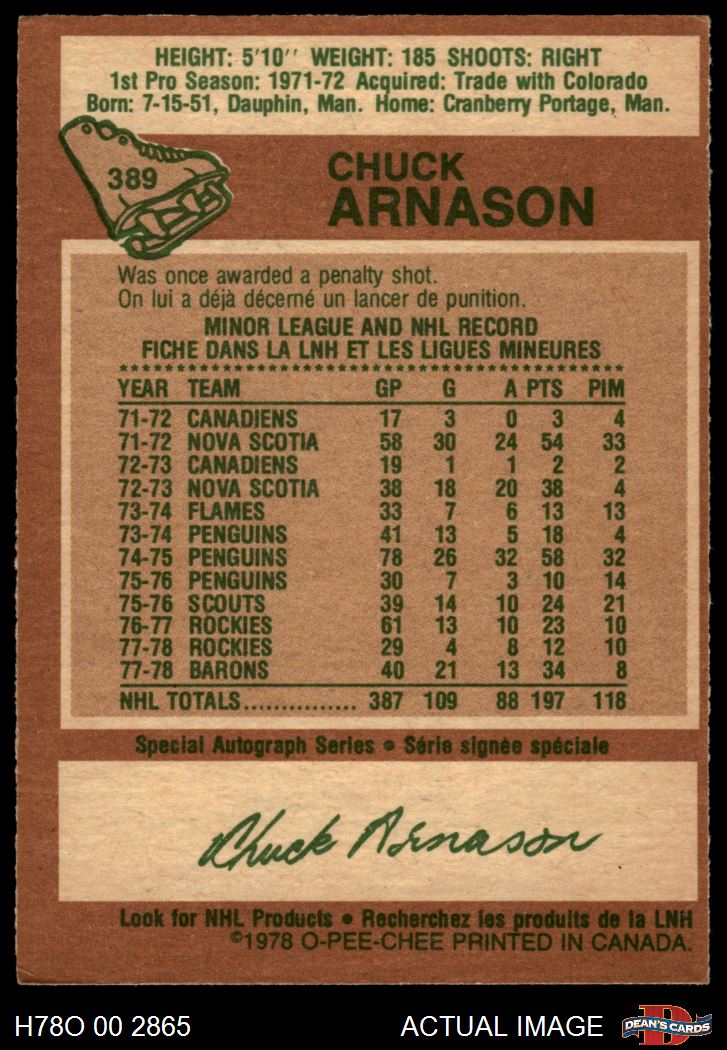 HEIGHT: 5'10'' WEIGHT: 185 SHOOTS: RIGHT
1st Pro Season: 1971-72 Acquired: Trade with Colorado
Born: 7-15-51, Dauphin, Man. Home: Cranberry Portage, Man.
389
CHUCK
ARNASON
Was once awarded a penalty shot.
On lui a déjà décerné un lancer de punition.
MINOR LEAGUE AND NHL RECORD
FICHE DANS LA LNH ET LES LIGUES MINEURES
YEAR TEAM GP G A PTS PIM
71-72 CANADIENS 17 3 0 3 4
71-72 NOVA SCOTIA 58 30 24 54 33
72-73 CANADIENS 19 1 1 2 2
72-73 NOVA SCOTIA 38 18 20 38 4
73-74 FLAMES 33 7 6 13 13
73-74 PENGUINS 41 13 5 18 4
74-75 PENGUINS 78 26 32 58 32
75-76 PENGUINS 30 7 3 10 14
75-76 SCOUTS 39 14 10 24 21
76-77 ROCKIES 61 13 10 23 10
77-78 ROCKIES 29 4 8 12 10
77-78 BARONS 40 21 13 34 8
NHL TOTALS............... 387 109 88 197 118
Special Autograph Series • Série signée spéciale
Chuck Arnason
Look for NHL Products • Recherchez les produits de la LNH
©1978 O-PEE-CHEE PRINTED IN CANADA.
H78O 00 2865 ACTUAL IMAGE
D DEAN'S CARDS